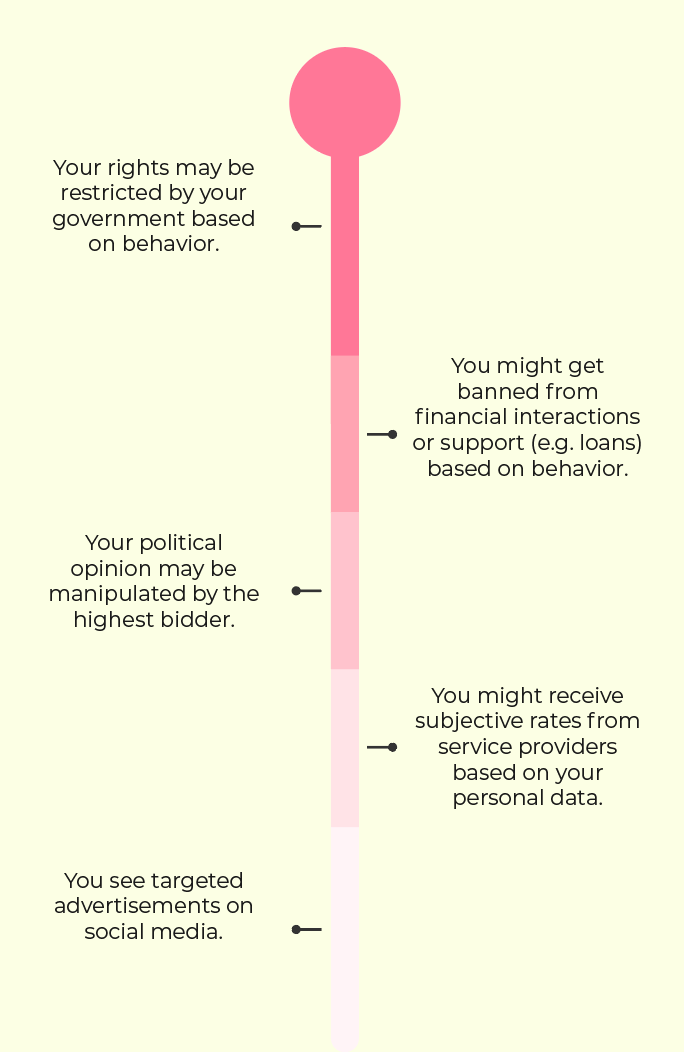 Your rights may be
restricted by your
government based
on behavior.
You might get
banned from
financial interactions
or support (e.g. loans)
based on behavior.
Your political
opinion may be
manipulated by the
highest bidder.
You might receive
subjective rates from
service providers
based on your
personal data.
You see targeted
advertisements on
social media.